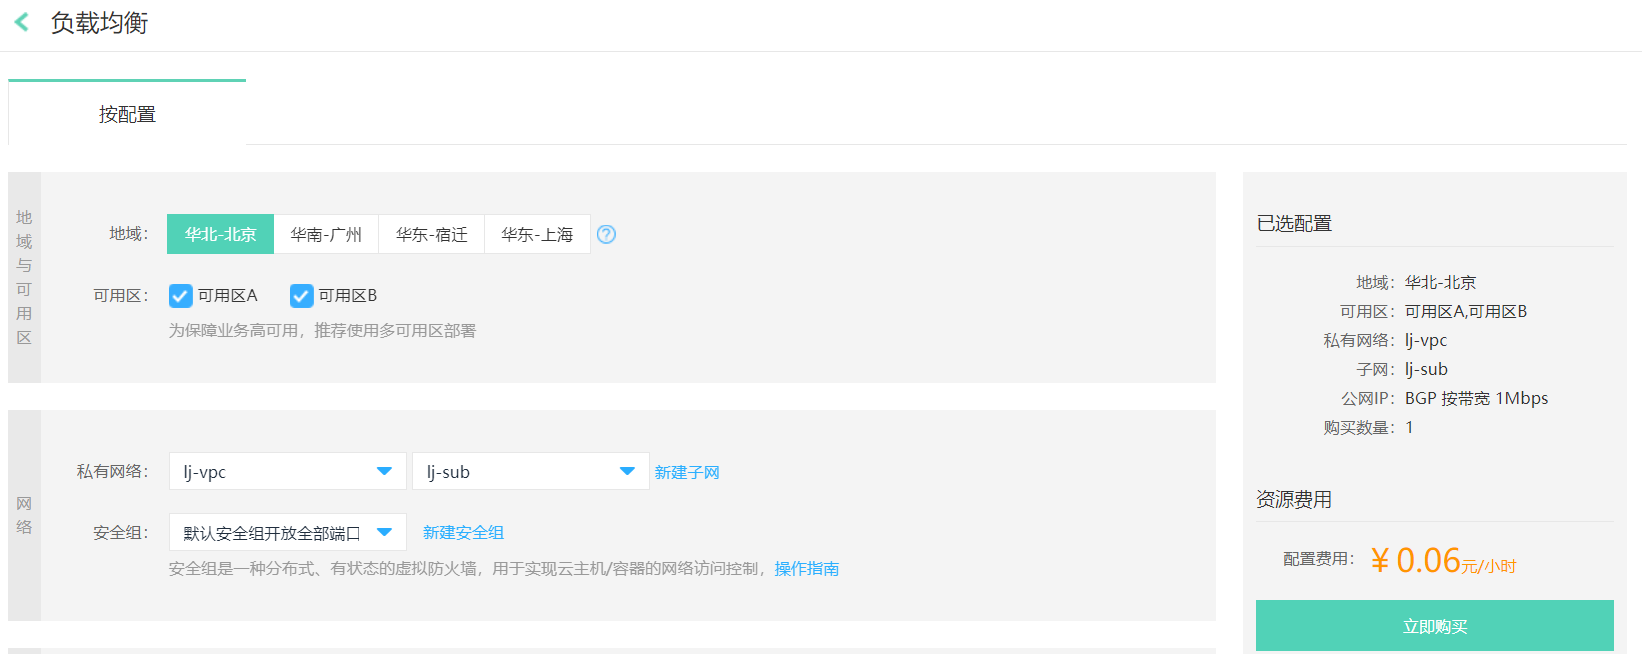 负载均衡
按配置
地域与可用区
地域： 华北-北京 华南-广州 华东-宿迁 华东-上海 ?
可用区： 可用区A 可用区B
为保障业务高可用，推荐使用多可用区部署
网络
私有网络： lj-vpc lj-sub 新建子网
安全组： 默认安全组开放全部端口 新建安全组
安全组是一种分布式、有状态的虚拟防火墙，用于实现云主机/容器的网络访问控制，操作指南
已选配置
地域： 华北-北京
可用区： 可用区A,可用区B
私有网络： lj-vpc
子网： lj-sub
公网IP： BGP 按带宽 1Mbps
购买数量： 1
资源费用
配置费用： ¥ 0.06元/小时
立即购买